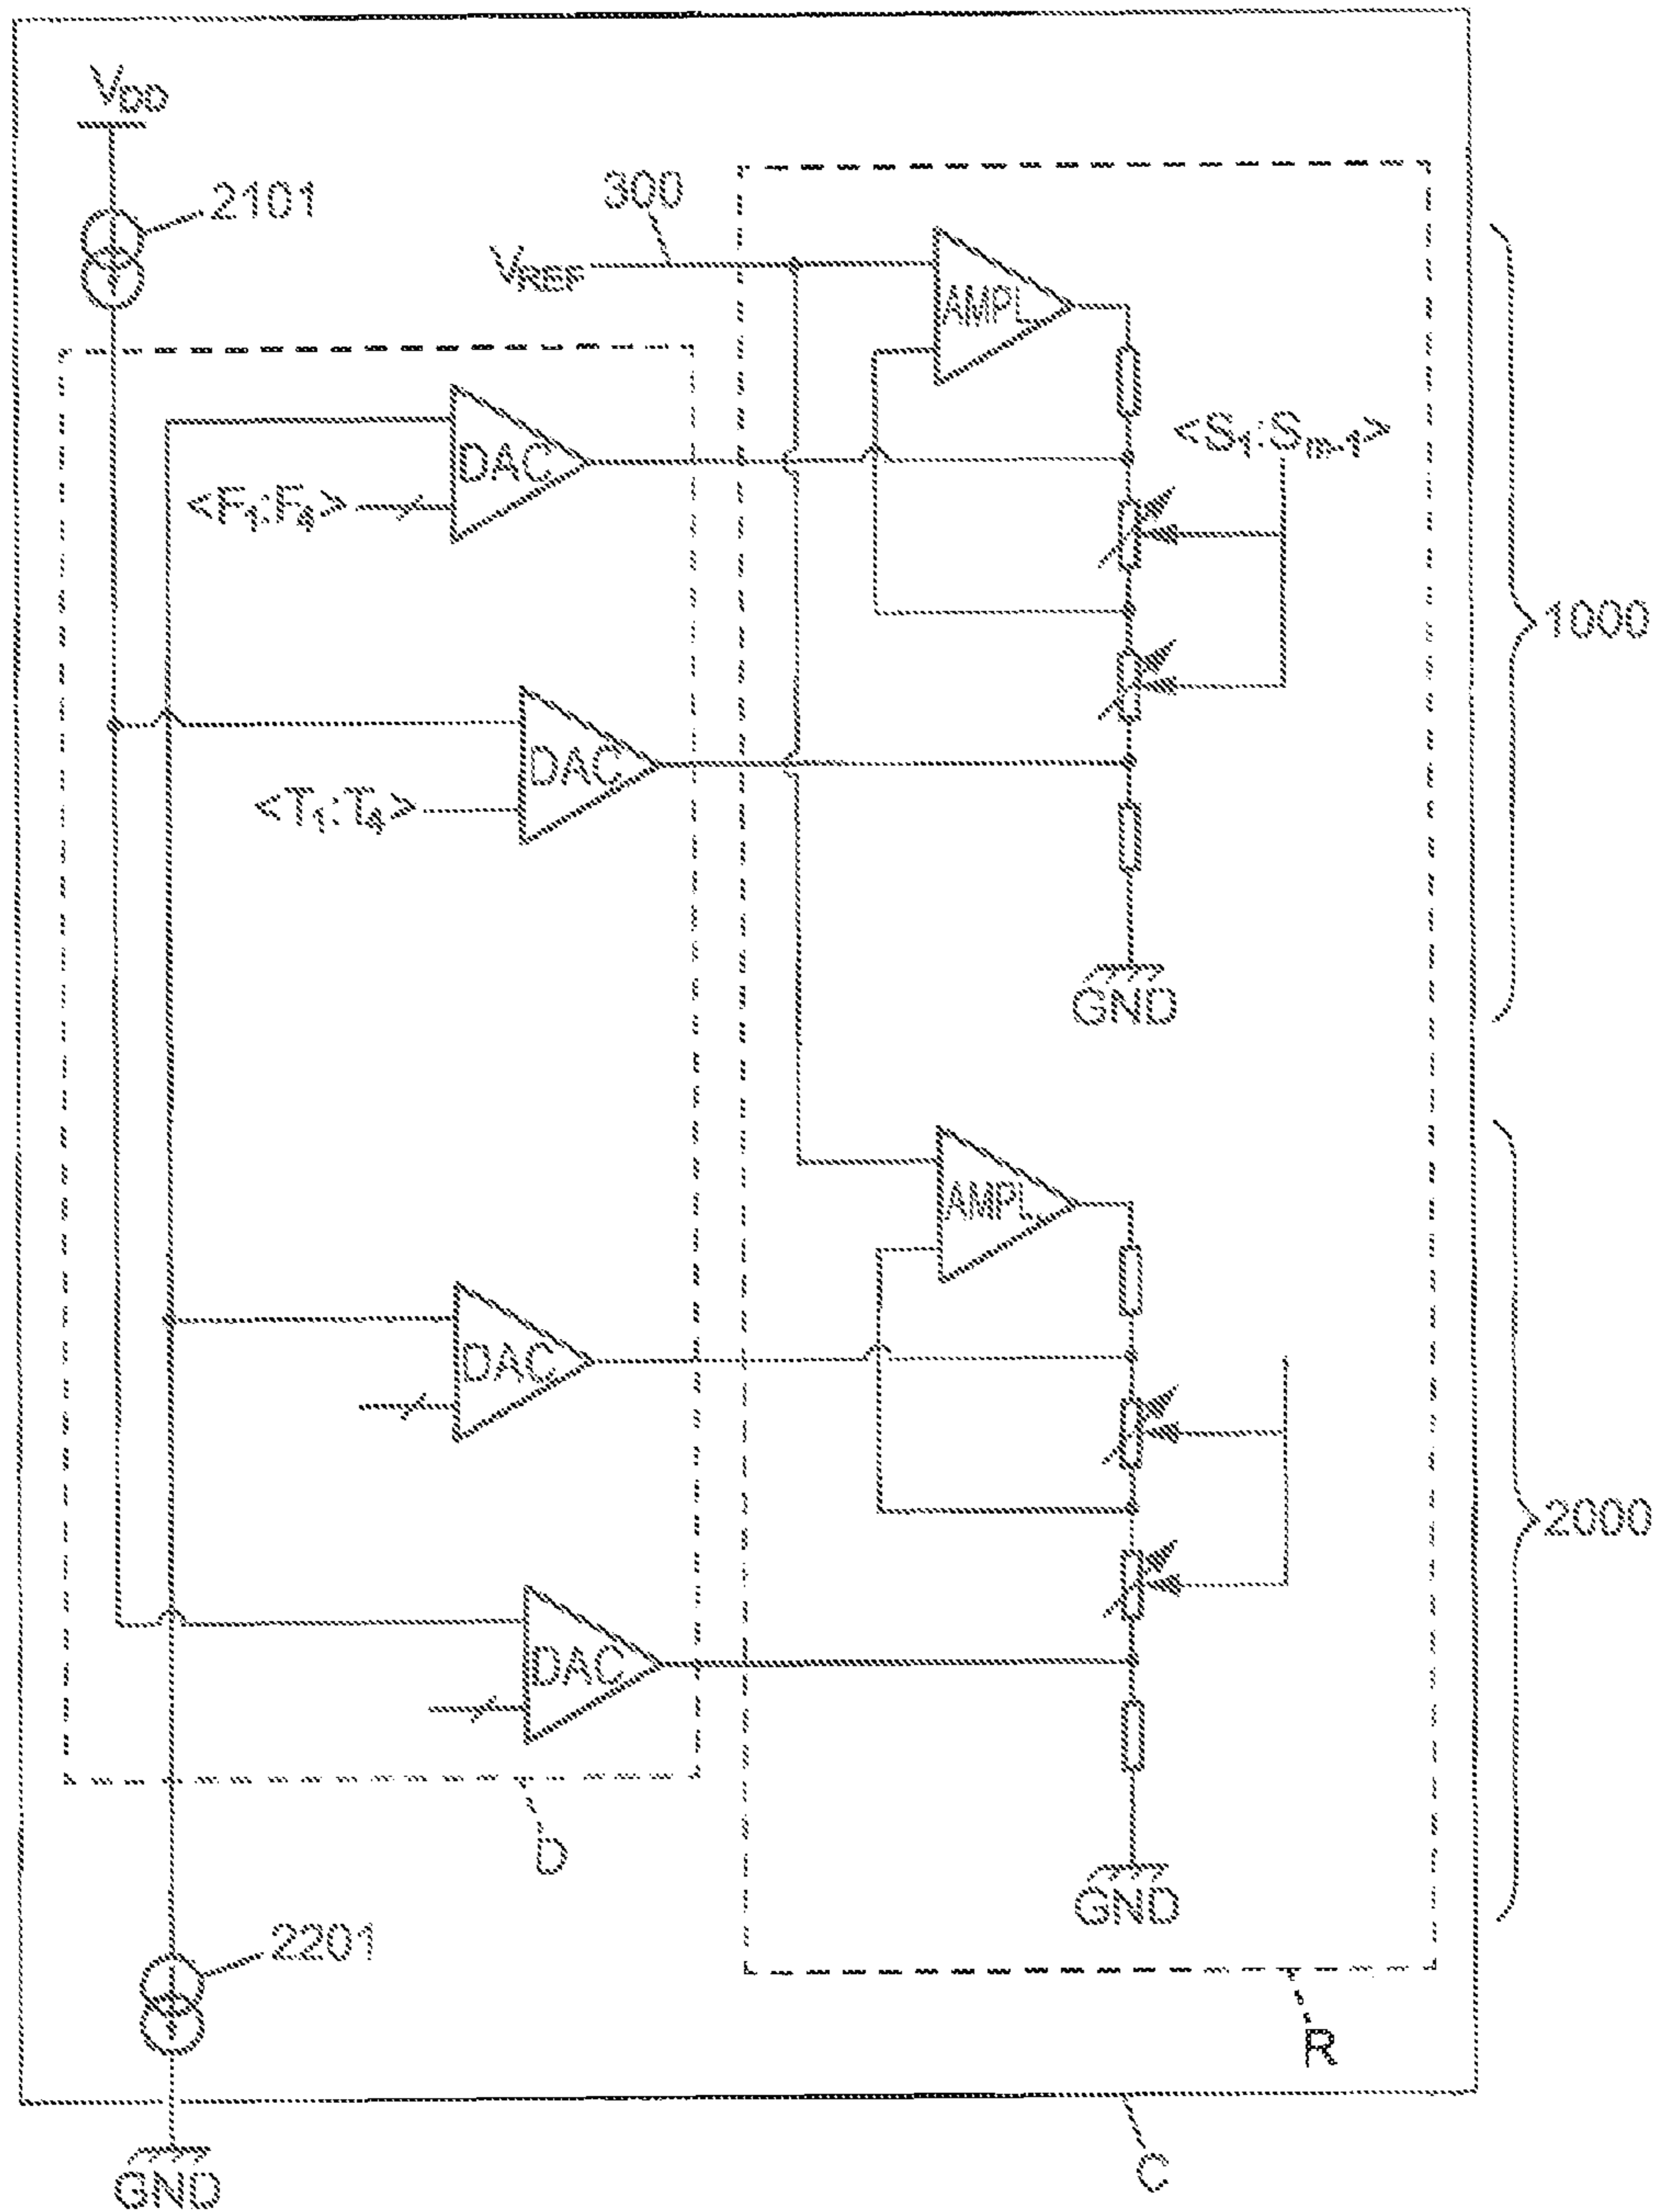 VDD
2101
300
VREF
AMPL.
<S1:Sm-1>
DAC
<F1:F4>
1000
DAC
<T1:T4>
GND
AMPL.
DAC
2000
DAC
D
GND
2201
R
C
GND